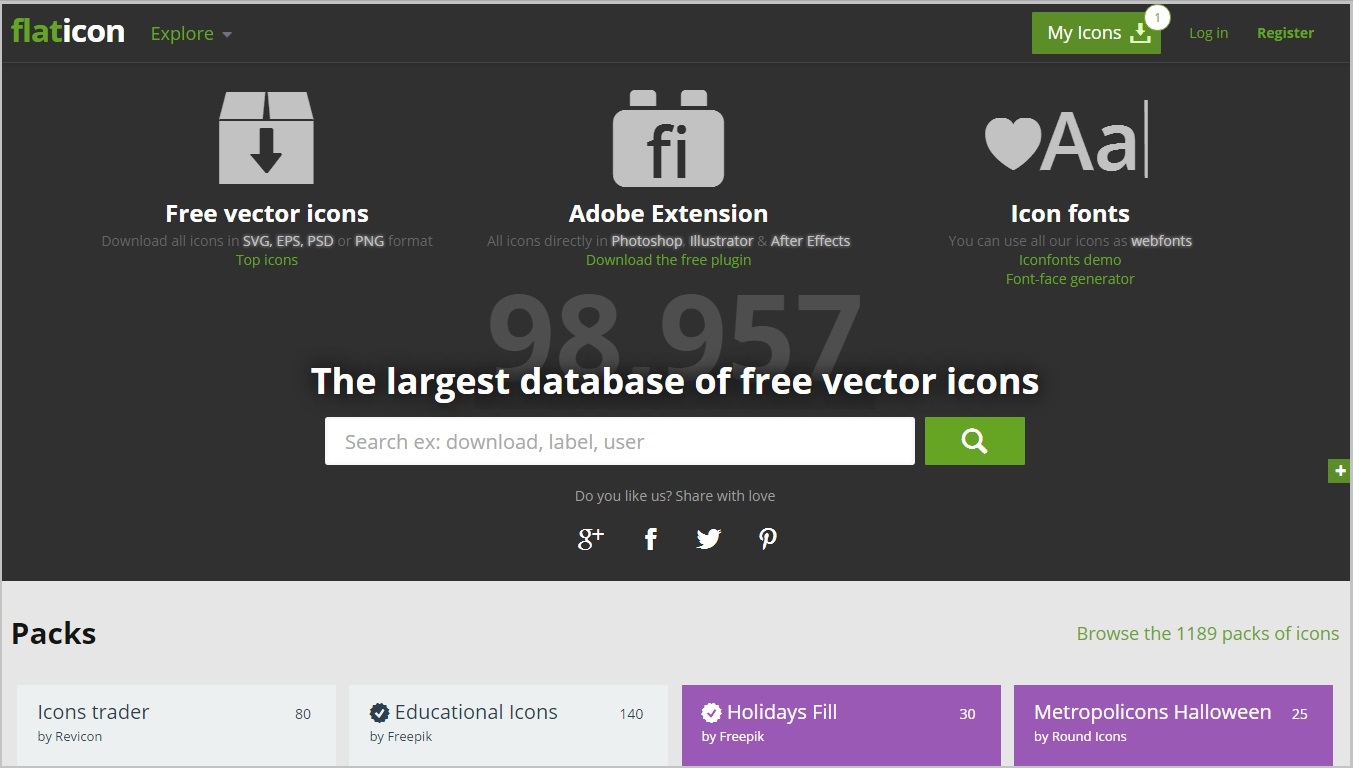 flaticon
Explore
My Icons
1
Log in
Register
fi
Aa
Free vector icons
Download all icons in SVG, EPS, PSD or PNG format
Top icons
Adobe Extension
All icons directly in Photoshop, Illustrator & After Effects
Download the free plugin
Icon fonts
You can use all our icons as webfonts
Iconfonts demo
Font-face generator
98.957
The largest database of free vector icons
Search ex: download, label, user
Do you like us? Share with love
g+
f
Packs
Browse the 1189 packs of icons
Icons trader
80
by Revicon
Educational Icons
140
by Freepik
Holidays Fill
30
by Freepik
Metropolicons Halloween
25
by Round Icons